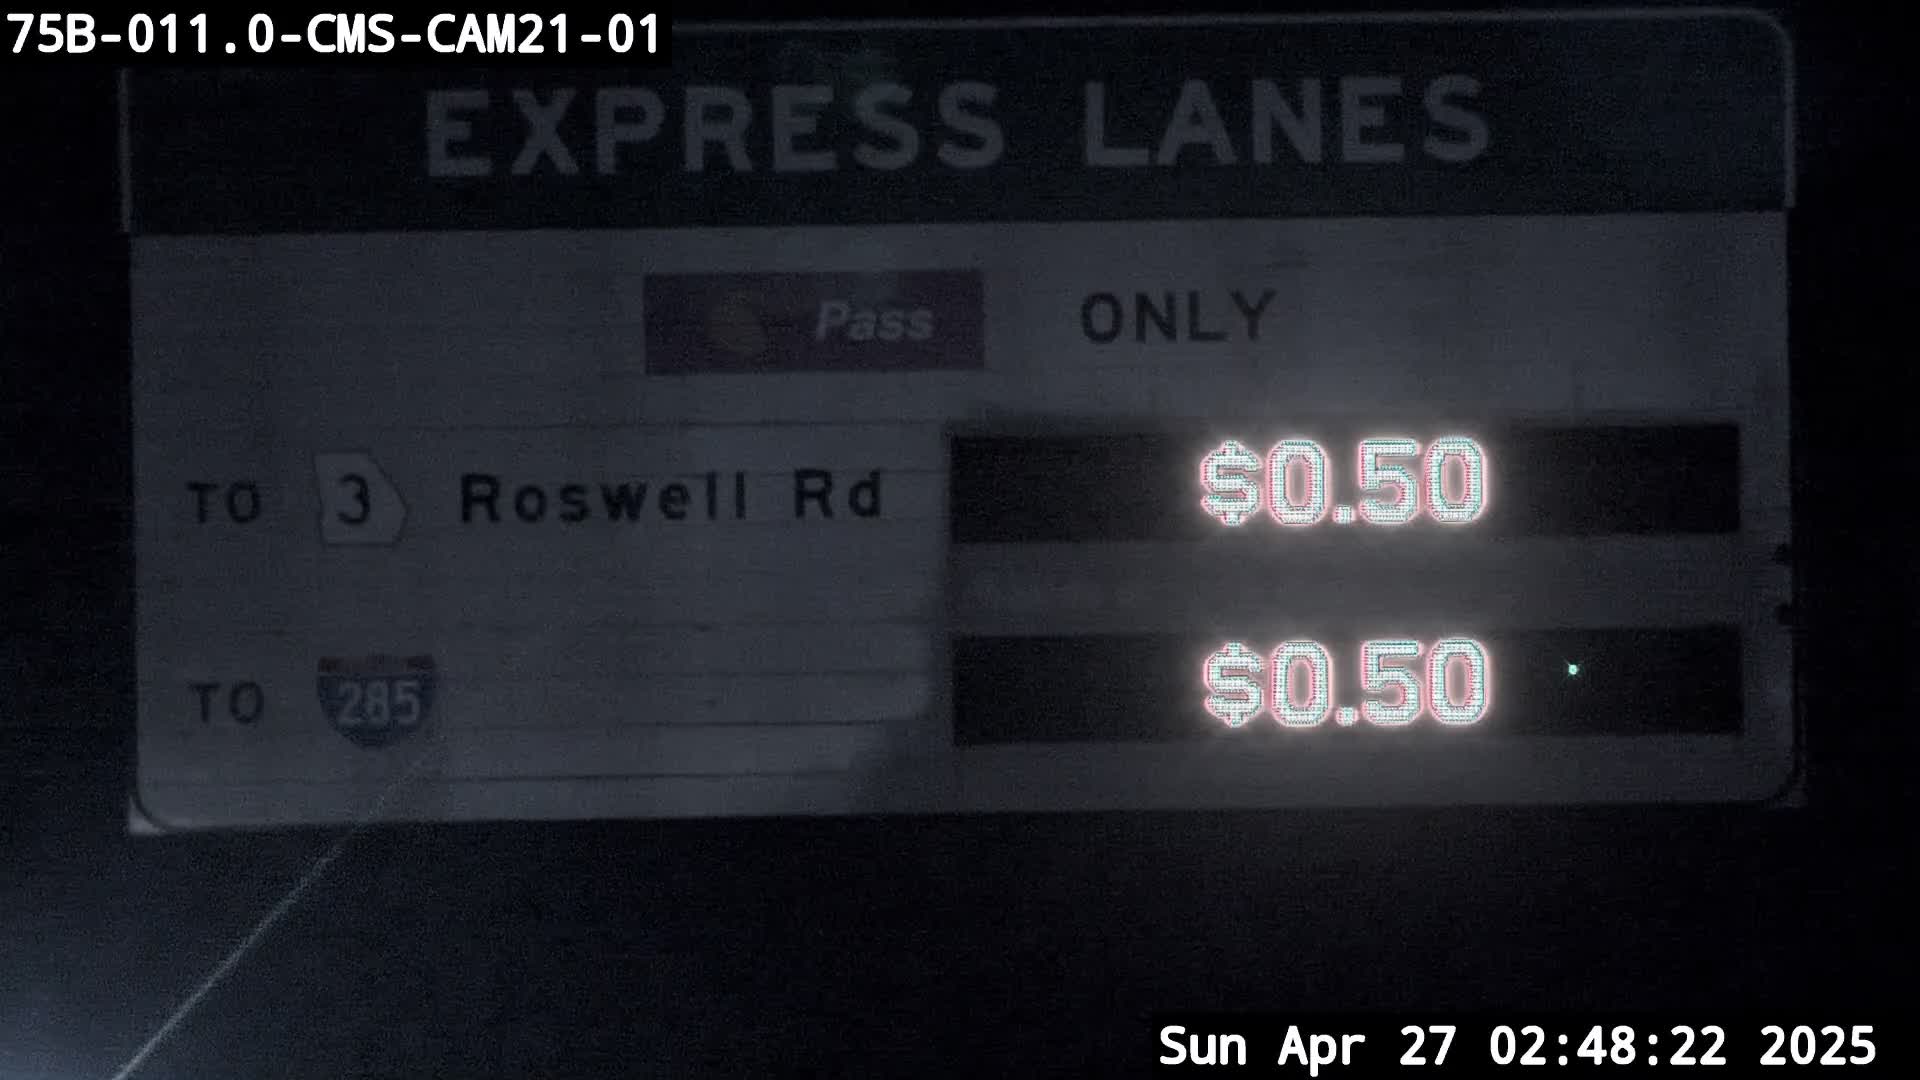 75B-011.0-CMS-CAM21-01
EXPRESS LANES
Pass ONLY
TO 3 Roswell Rd $0.50
TO 285 $0.50
Sun Apr 27 02:48:22 2025